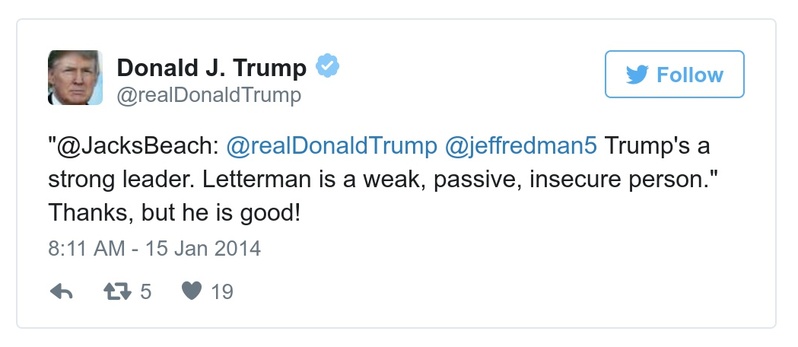 Donald J. Trump
@realDonaldTrump
Follow
"@JacksBeach: @realDonaldTrump @jeffredman5 Trump's a
strong leader. Letterman is a weak, passive, insecure person."
Thanks, but he is good!
8:11 AM - 15 Jan 2014
5 19